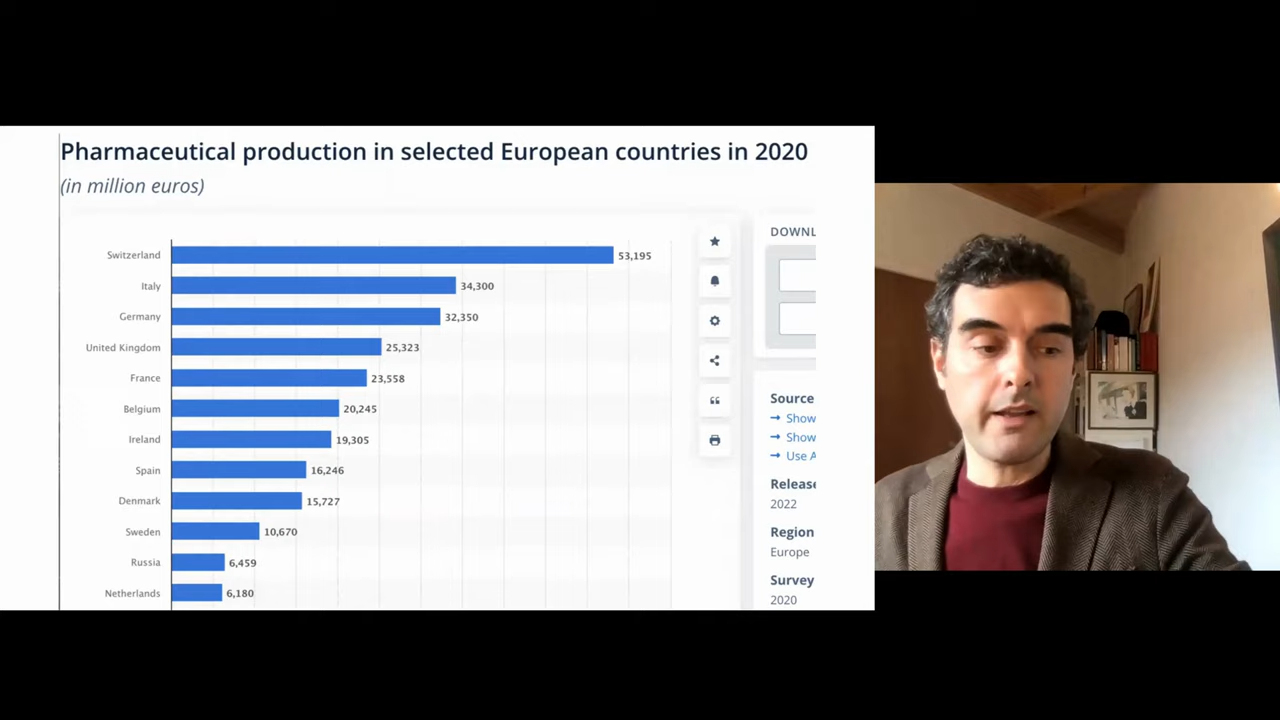 Pharmaceutical production in selected European countries in 2020
(in million euros)
DOWNL
Switzerland 53,195
Italy 34,300
Germany 32,350
United Kingdom 25,323
France 23,558
Belgium 20,245
Ireland 19,305
Spain 16,246
Denmark 15,727
Sweden 10,670
Russia 6,459
Netherlands 6,180
Source
→ Show
→ Show
→ Use A
Release
2022
Region
Europe
Survey
2020